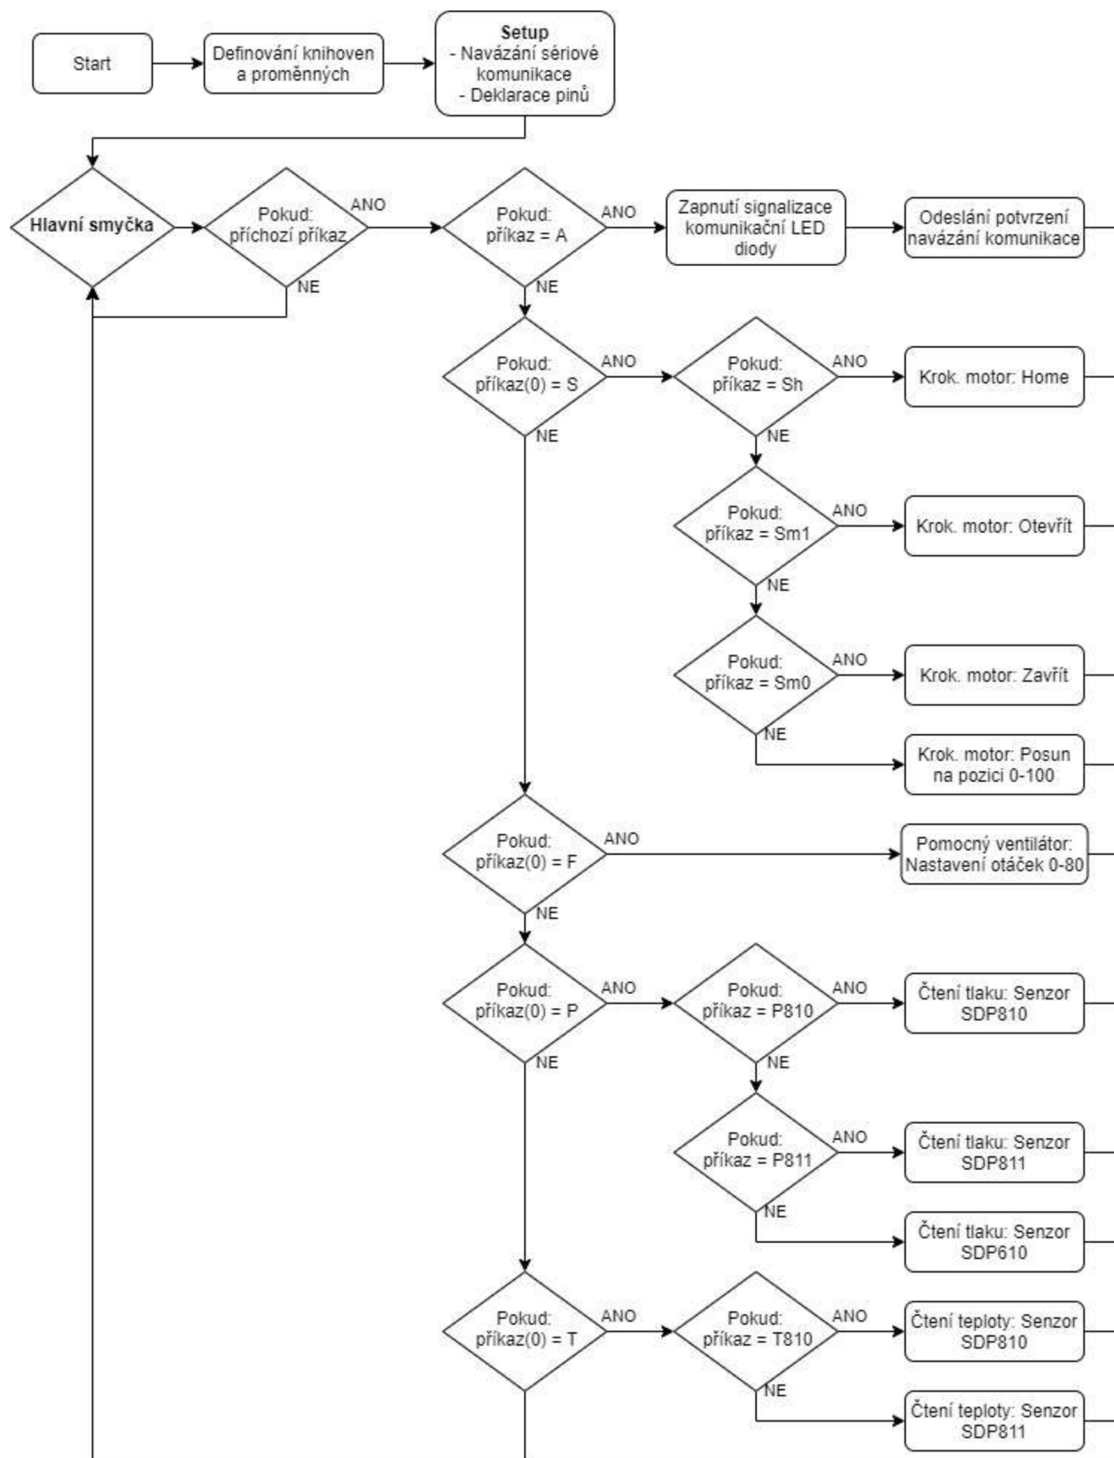 Start
Definování knihoven
a proměnných
Setup
- Navázání sériové
komunikace
- Deklarace pinů
Hlavní smyčka
Pokud:
příchozí příkaz
ANO
NE
Pokud:
příkaz = A
ANO
NE
Zapnutí signalizace
komunikační LED
diody
Odeslání potvrzení
navázání komunikace
Pokud:
příkaz(0) = S
ANO
NE
Pokud:
příkaz = Sh
ANO
NE
Krok. motor: Home
Pokud:
příkaz = Sm1
ANO
NE
Krok. motor: Otevřít
Pokud:
příkaz = Sm0
ANO
NE
Krok. motor: Zavřít
Krok. motor: Posun
na pozici 0-100
Pokud:
příkaz(0) = F
ANO
NE
Pomocný ventilátor:
Nastavení otáček 0-80
Pokud:
příkaz(0) = P
ANO
NE
Pokud:
příkaz = P810
ANO
NE
Čtení tlaku: Senzor
SDP810
Pokud:
příkaz = P811
ANO
NE
Čtení tlaku: Senzor
SDP811
Čtení tlaku: Senzor
SDP610
Pokud:
příkaz(0) = T
ANO
Pokud:
příkaz = T810
ANO
NE
Čtení teploty: Senzor
SDP810
Čtení teploty: Senzor
SDP811